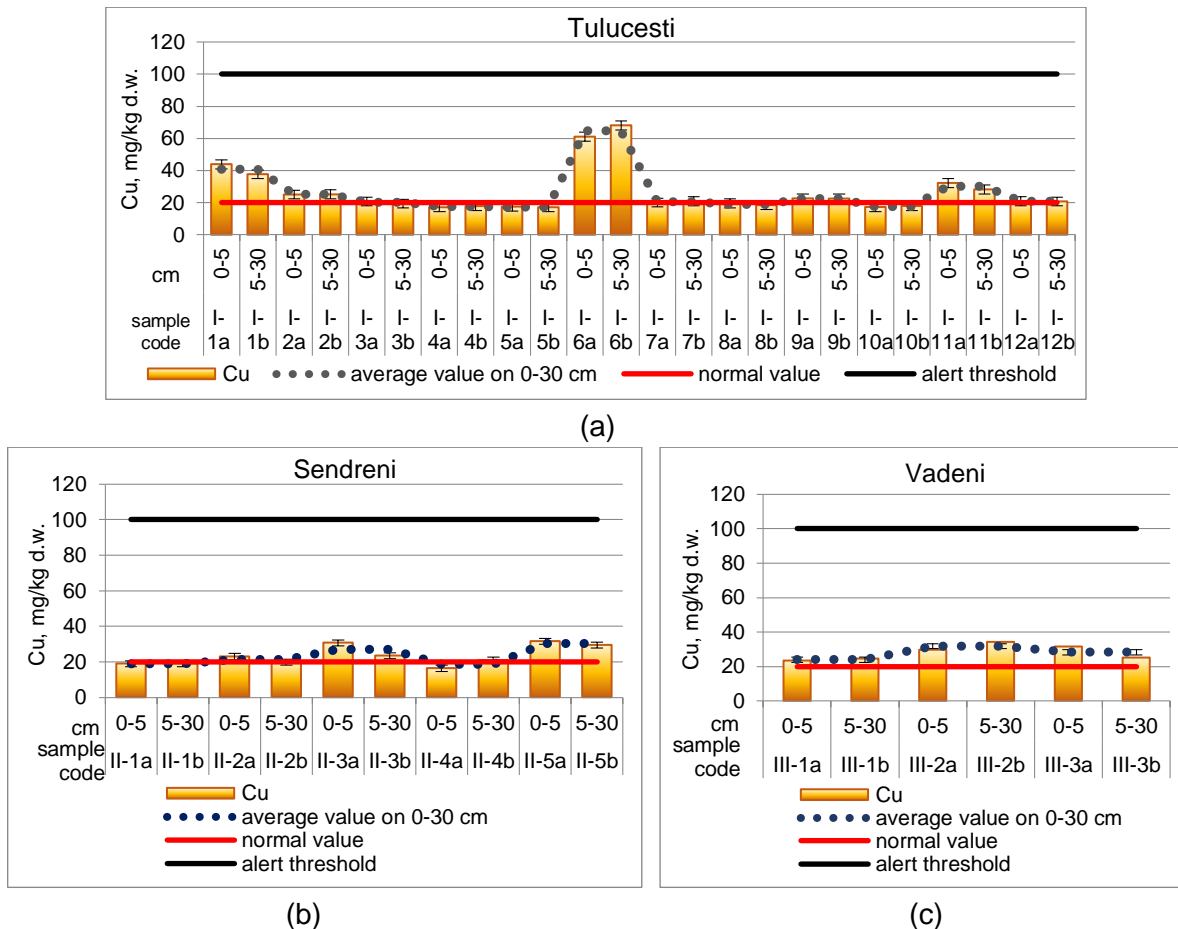 Tulucesti
Cu, mg/kg d.w.
120
100
80
60
40
20
0
cm
0-5 5-30 0-5 5-30 0-5 5-30 0-5 5-30 0-5 5-30 0-5 5-30 0-5 5-30 0-5 5-30 0-5 5-30 0-5 5-30 0-5 5-30 0-5 5-30
sample
code
I- I- I- I- I- I- I- I- I- I- I- I- I- I- I- I- I- I- I- I- I- I- I- I-
1a 1b 2a 2b 3a 3b 4a 4b 5a 5b 6a 6b 7a 7b 8a 8b 9a 9b 10a 10b 11a 11b 12a 12b
Cu average value on 0-30 cm normal value alert threshold
(a)
Sendreni
Cu, mg/kg d.w.
120
100
80
60
40
20
0
cm 0-5 5-30 0-5 5-30 0-5 5-30 0-5 5-30 0-5 5-30
sample
code
II-1a II-1b II-2a II-2b II-3a II-3b II-4a II-4b II-5a II-5b
Cu
average value on 0-30 cm
normal value
alert threshold
(b)
Vadeni
Cu, mg/kg d.w.
120
100
80
60
40
20
0
cm 0-5 5-30 0-5 5-30 0-5 5-30
sample
code
III-1a III-1b III-2a III-2b III-3a III-3b
Cu
average value on 0-30 cm
normal value
alert threshold
(c)